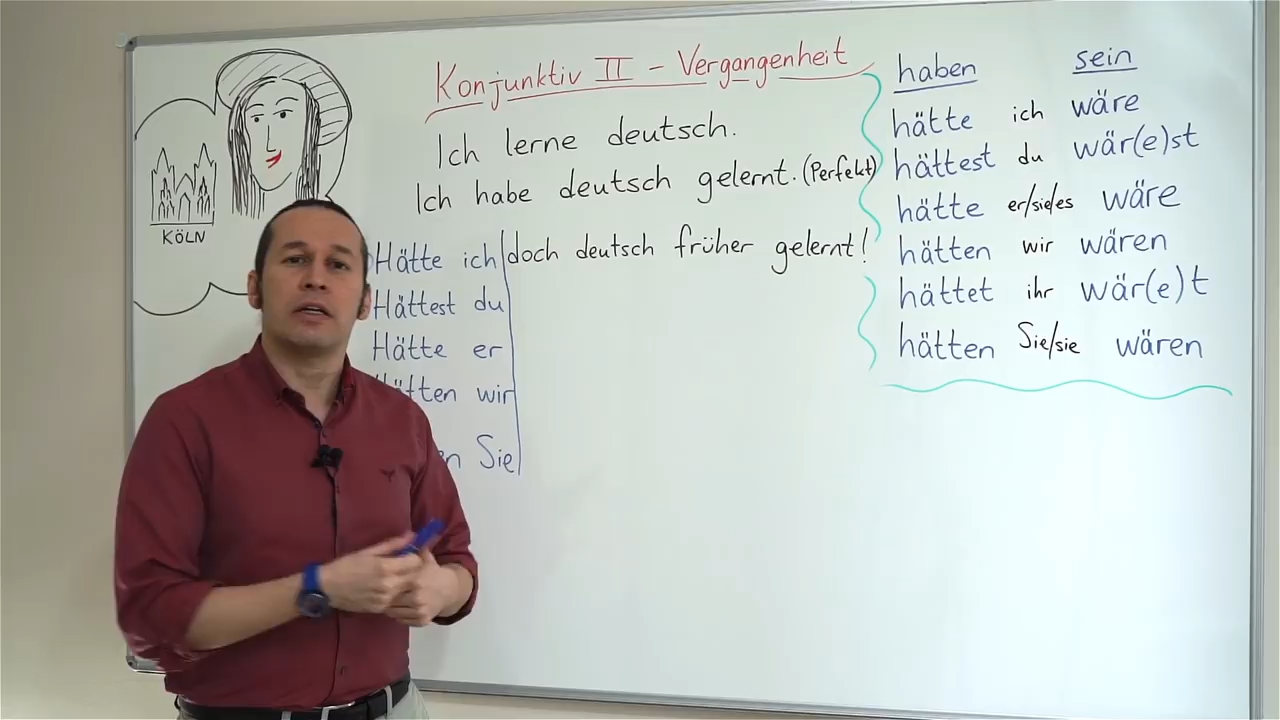 KÖLN
Konjunktiv II - Vergangenheit
Ich lerne deutsch.
Ich habe deutsch gelernt. (Perfekt)
Hätte ich doch deutsch früher gelernt!
Hättest du
Hätte er
wir
Sie
haben sein
hätte ich wäre
hättest du wär(e)st
hätte er/sie/es wäre
hätten wir wären
hättet ihr wär(e)t
hätten Sie/sie wären